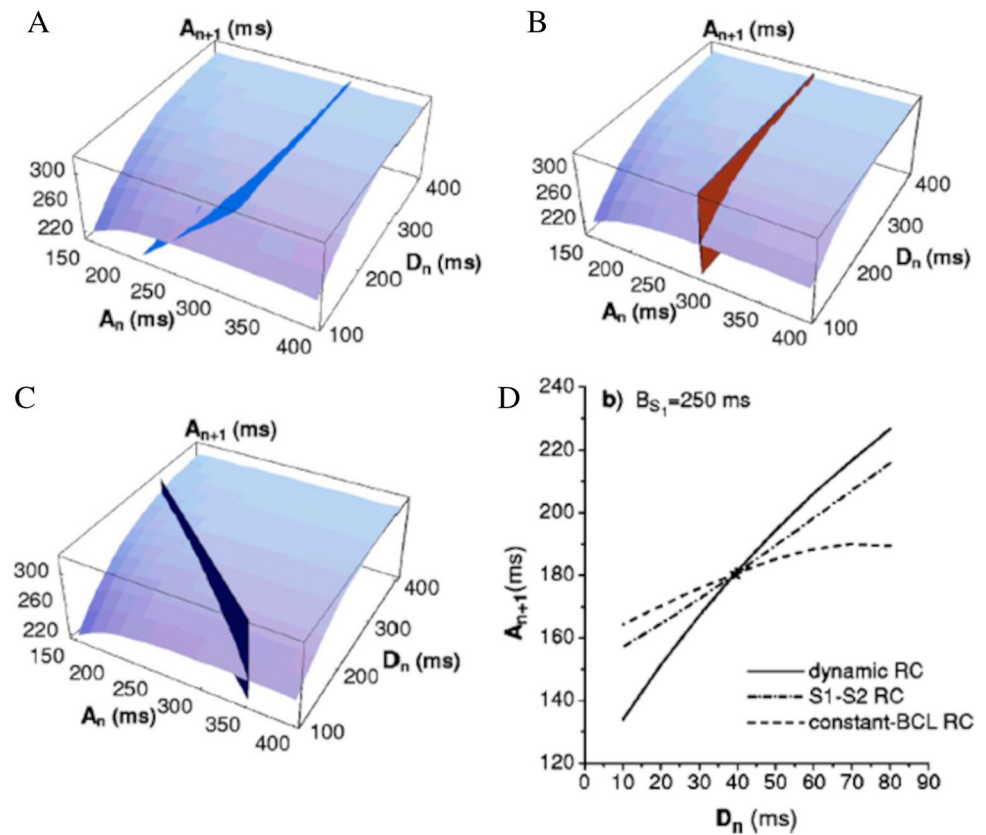 A
A_{n+1} (ms)
300
260
220
150
200
250
300
350
400
A_n (ms)
400
300
200
100
D_n (ms)
B
A_{n+1} (ms)
300
260
220
150
200
250
300
350
400
A_n (ms)
400
300
200
100
D_n (ms)
C
A_{n+1} (ms)
300
260
220
150
200
250
300
350
400
A_n (ms)
400
300
200
100
D_n (ms)
D
b) B_{S_1}=250 ms
240
220
200
180
160
140
120
A_{n+1}(ms)
dynamic RC
S1-S2 RC
constant-BCL RC
0 10 20 30 40 50 60 70 80 90
D_n (ms)